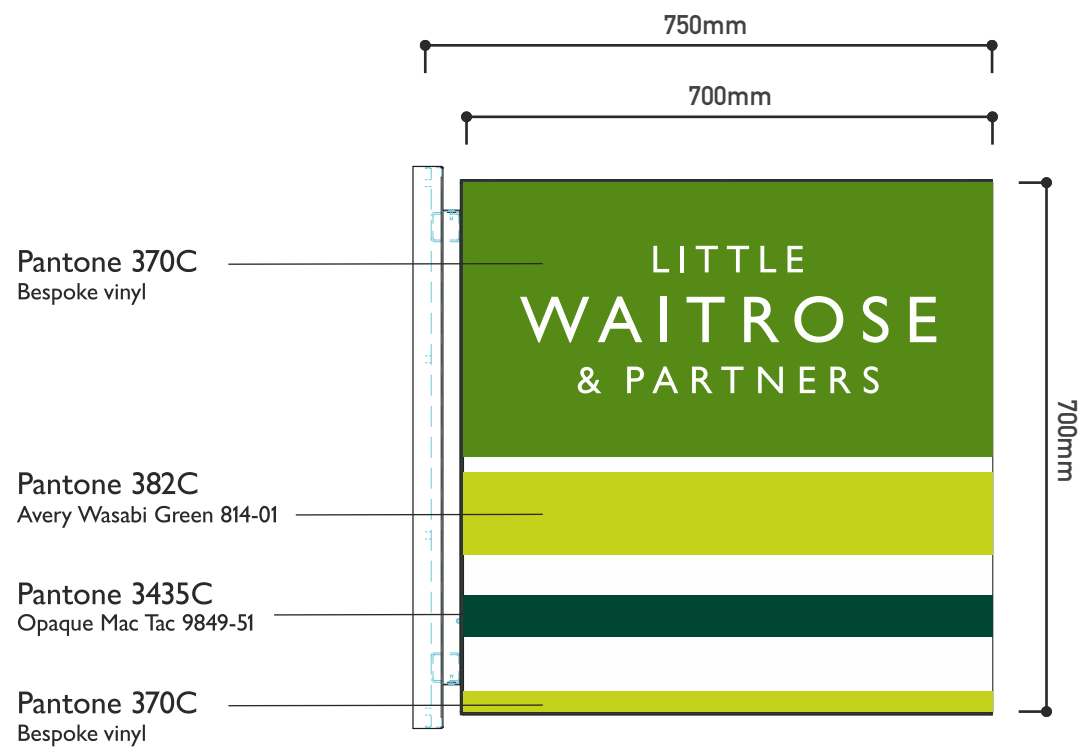 750mm
700mm
LITTLE
WAITROSE
& PARTNERS
700mm
Pantone 370C
Bespoke vinyl
Pantone 382C
Avery Wasabi Green 814-01
Pantone 3435C
Opaque Mac Tac 9849-51
Pantone 370C
Bespoke vinyl